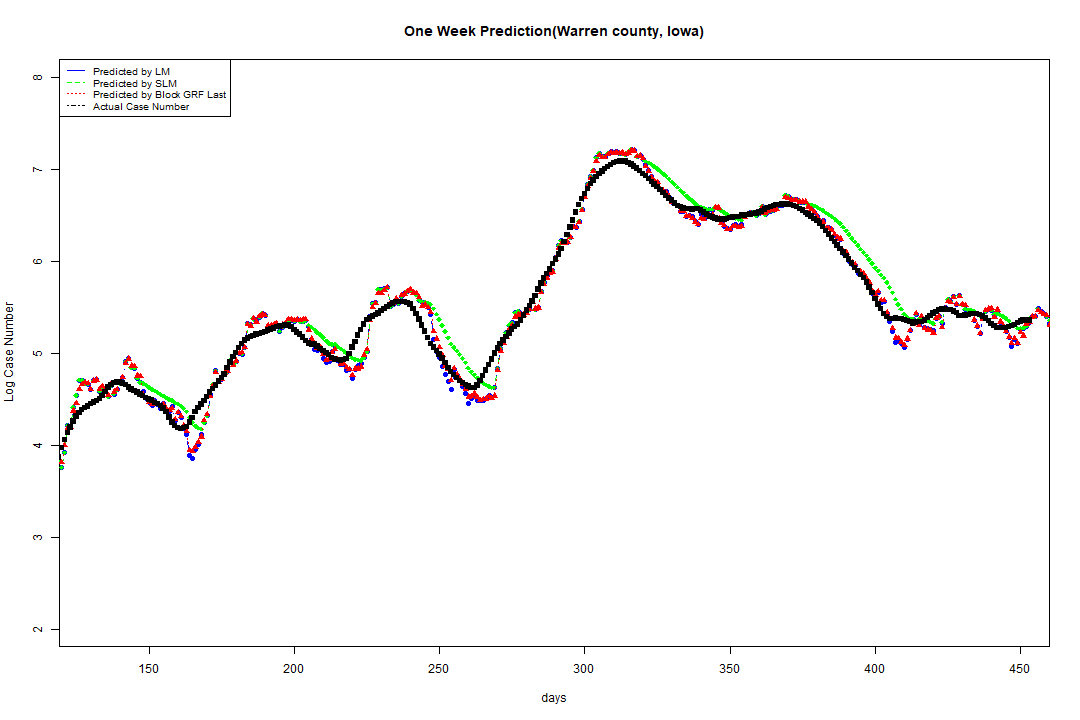 One Week Prediction(Warren county, Iowa)
Predicted by LM
Predicted by SLM
Predicted by Block GRF Last
Actual Case Number
8
7
6
5
4
3
2
Log Case Number
150 200 250 300 350 400 450
days